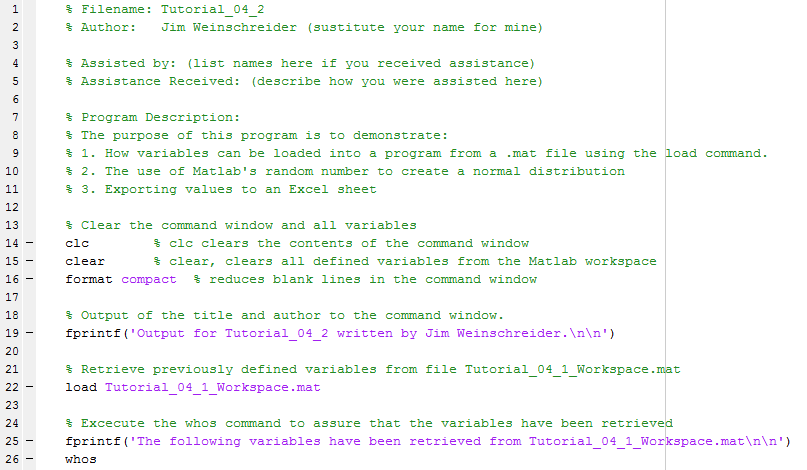 1 % Filename: Tutorial_04_2
2 % Author:   Jim Weinschreider (sustitute your name for mine)
3
4 % Assisted by: (list names here if you received assistance)
5 % Assistance Received: (describe how you were assisted here)
6
7 % Program Description:
8 % The purpose of this program is to demonstrate:
9 % 1. How variables can be loaded into a program from a .mat file using the load command.
10 % 2. The use of Matlab's random number to create a normal distribution
11 % 3. Exporting values to an Excel sheet
12
13 % Clear the command window and all variables
14 – clc        % clc clears the contents of the command window
15 – clear      % clear, clears all defined variables from the Matlab workspace
16 – format compact  % reduces blank lines in the command window
17
18 % Output of the title and author to the command window.
19 – fprintf('Output for Tutorial_04_2 written by Jim Weinschreider.\n\n')
20
21 % Retrieve previously defined variables from file Tutorial_04_1_Workspace.mat
22 – load Tutorial_04_1_Workspace.mat
23
24 % Excecute the whos command to assure that the variables have been retrieved
25 – fprintf('The following variables have been retrieved from Tutorial_04_1_Workspace.mat\n\n')
26 – whos